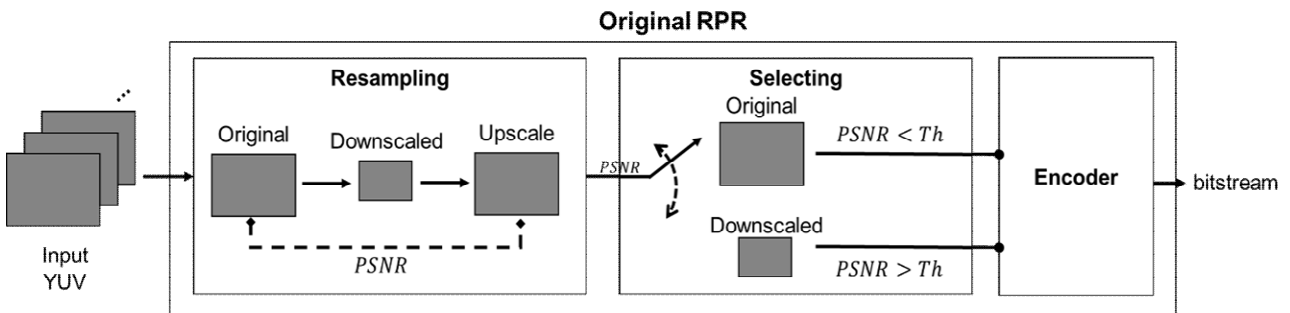 Original RPR
Resampling
Selecting
Original
Downscaled
Upscale
PSNR
Input
YUV
PSNR
Original
PSNR < Th
Downscaled
PSNR > Th
Encoder
bitstream